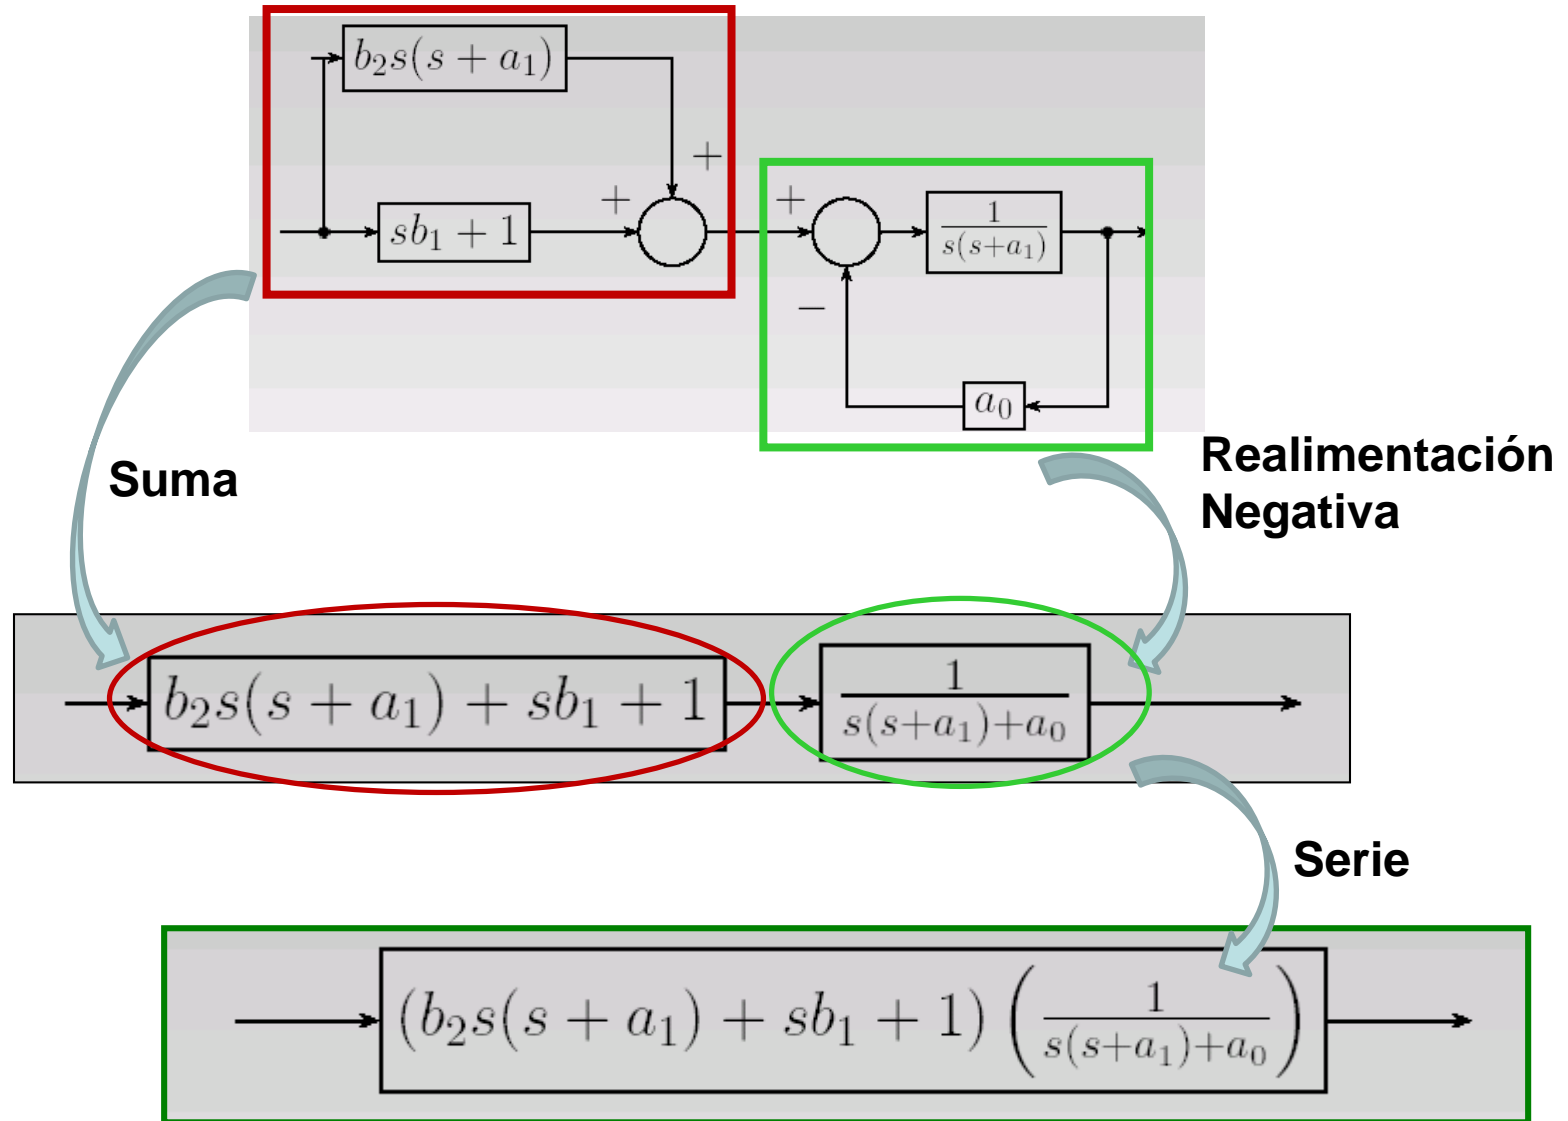 b₂s(s + a₁)
+
sb₁ + 1
+
+
1/(s(s+a₁))
−
a₀
Suma
Realimentación
Negativa
b₂s(s + a₁) + sb₁ + 1
1/(s(s+a₁)+a₀)
Serie
(b₂s(s + a₁) + sb₁ + 1) (1/(s(s+a₁)+a₀))